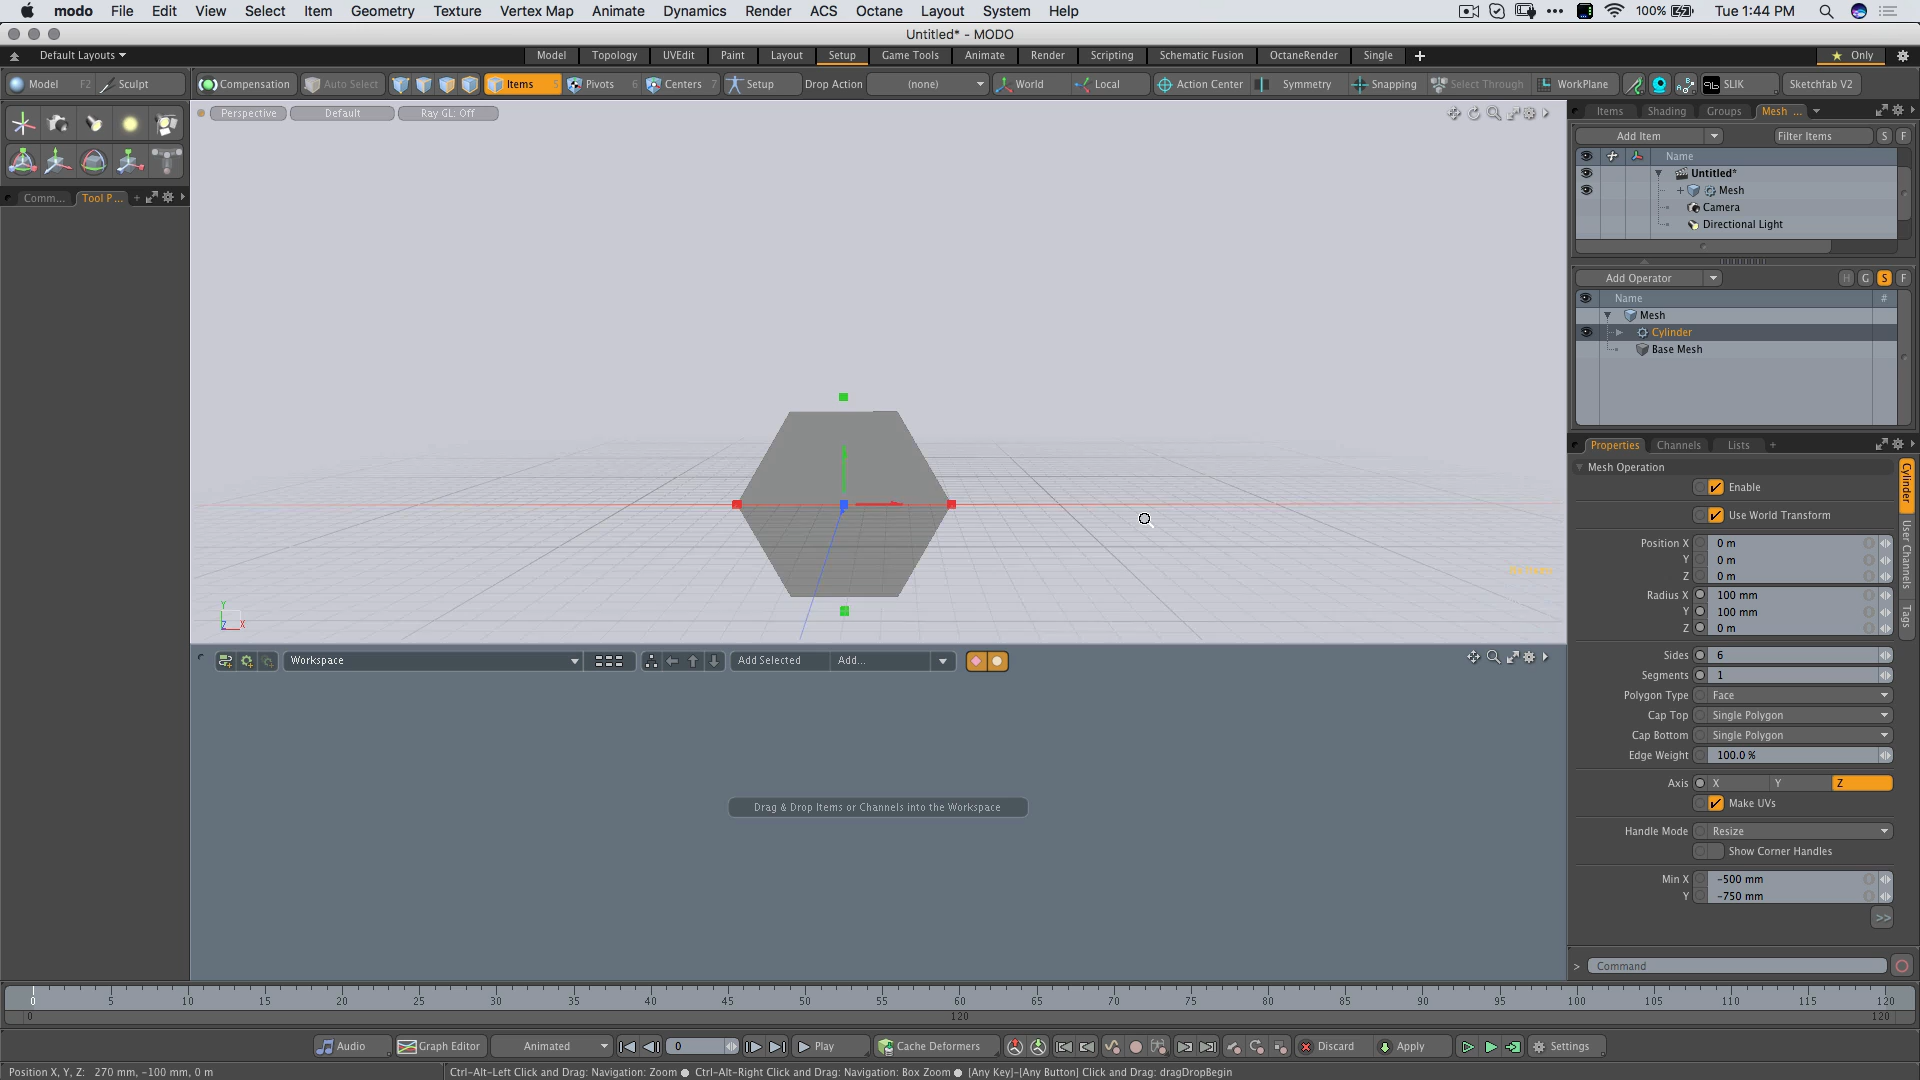 modo File Edit View Select Item Geometry Texture Vertex Map Animate Dynamics Render ACS Octane Layout System Help 100% Tue 1:44 PM
Untitled* - MODO
Default Layouts Model Topology UVEdit Paint Layout Setup Game Tools Animate Render Schematic Fusion Scripting OctaneRender Single + Only
Model F2 Sculpt Compensation Auto Select Items 5 Pivots 6 Centers 7 Setup Drop Action (none) World Local Action Center Symmetry Snapping Select Through WorkPlane SLIK Sketchfab V2
Perspective Default Ray GL: Off
Items Shading Groups Mesh ...
Add Item Filter Items S F
Name
Untitled*
Mesh
Camera
Directional Light
Comm... Tool P... +
Add Operator H G S F
Name #
Mesh
Cylinder
Base Mesh
Properties Channels Lists +
Mesh Operation
Enable
Use World Transform
Position X 0 m
Y 0 m
Z 0 m
Radius X 100 mm
Y 100 mm
Z 0 m
Sides 6
Segments 1
Polygon Type Face
Cap Top Single Polygon
Cap Bottom Single Polygon
Edge Weight 100.0 %
Axis X Y Z
Make UVs
Handle Mode Resize
Show Corner Handles
Min X -500 mm
Y -750 mm
>>
Cylinder
User Channels
Tags
Y
Z X
Workspace Add Selected Add...
Drag & Drop Items or Channels into the Workspace
> Command
0 5 10 15 20 25 30 35 40 45 50 55 60 65 70 75 80 85 90 95 100 105 110 115 120
0 120 120
Audio Graph Editor Animated 0 Play Cache Deformers Discard Apply Settings
Position X, Y, Z: 270 mm, -100 mm, 0 m Ctrl-Alt-Left Click and Drag: Navigation: Zoom ● Ctrl-Alt-Right Click and Drag: Navigation: Box Zoom ● [Any Key]-[Any Button] Click and Drag: dragDropBegin